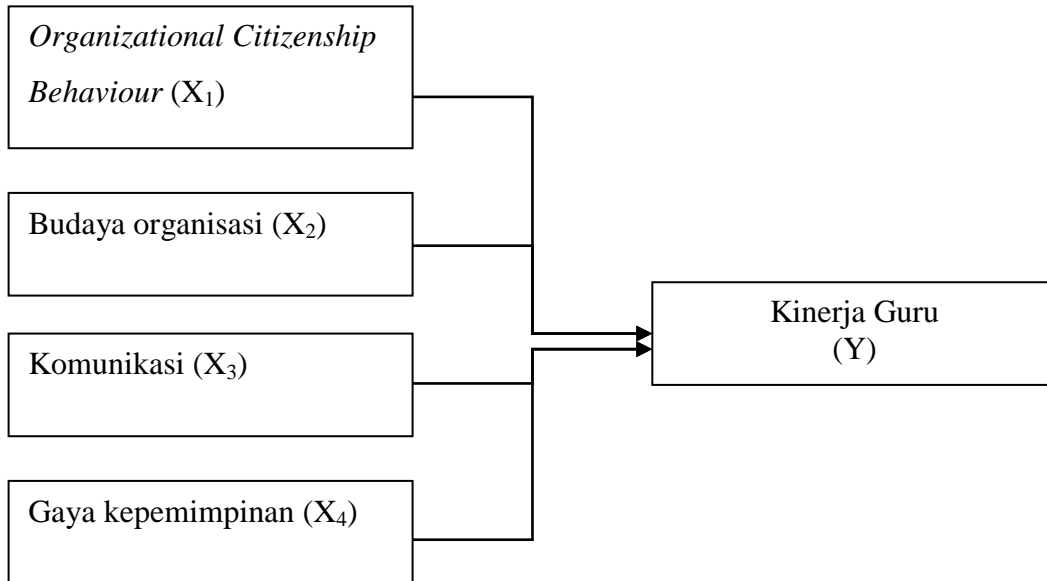 Organizational Citizenship
Behaviour (X₁)
Budaya organisasi (X₂)
Komunikasi (X₃)
Gaya kepemimpinan (X₄)
Kinerja Guru
(Y)